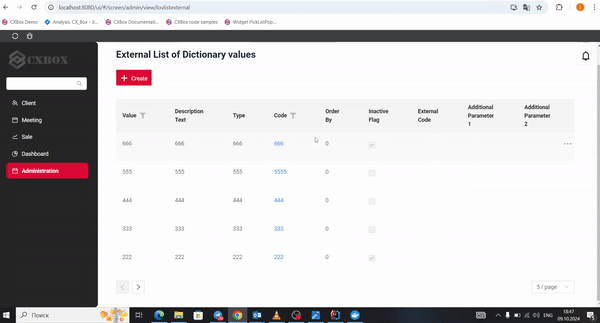 localhost:8080/ui/#/screen/admin/view/lovlistexternal
CXBox Demo
Analysis, CX_Box - J...
CXBox Documentati...
CXBox code samples
Widget PickListPop...
CXBOX
External List of Dictionary values
+ Create
Client
Meeting
Sale
Dashboard
Administration
Value Description Text Type Code Order By Inactive Flag External Code Additional Parameter 1 Additional Parameter 2
666 666 666 666 0
555 555 555 5555 0
444 444 444 444 0
333 333 333 333 0
222 222 222 222 0
5 / page
Поиск
ENG
18:47
09.10.2024